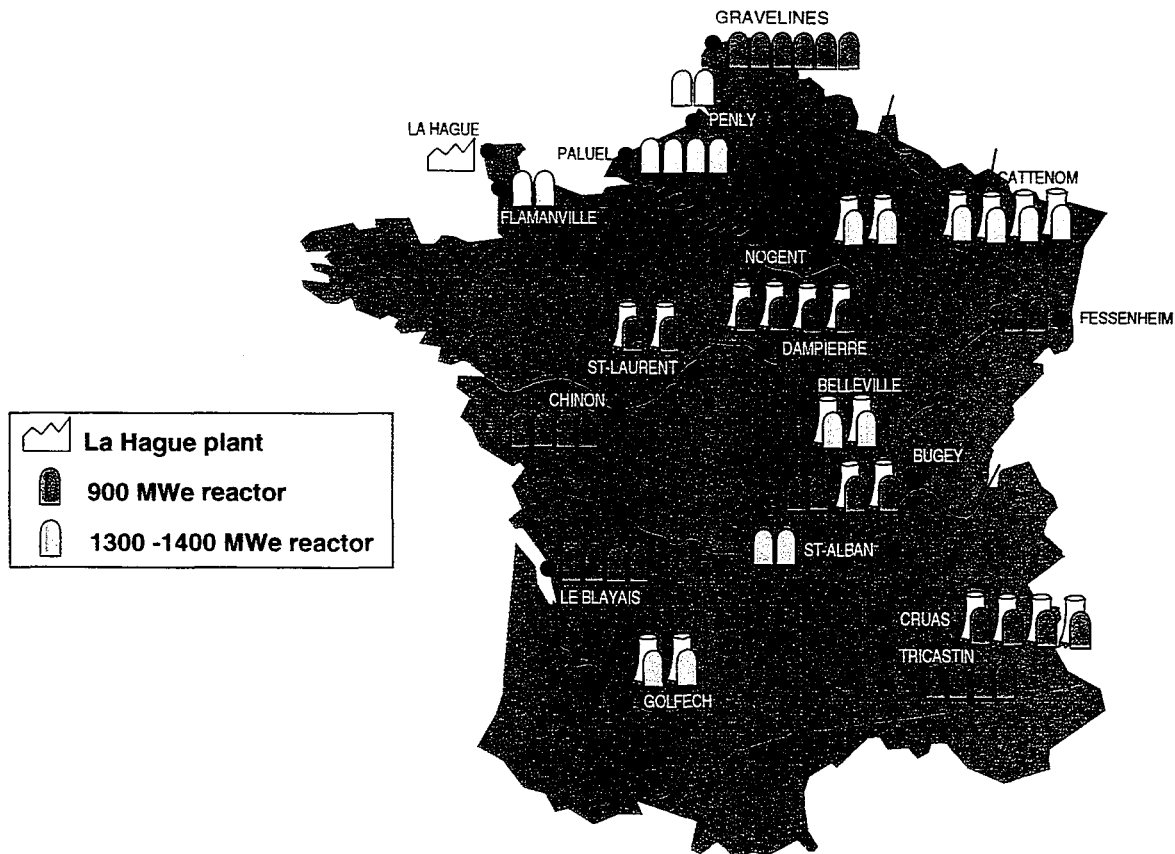 GRAVELINES
PENLY
LA HAGUE
PALUEL
CATTENOM
FLAMANVILLE
NOGENT
FESSENHEIM
DAMPIERRE
ST-LAURENT
BELLEVILLE
CHINON
BUGEY
La Hague plant
900 MWe reactor
1300 -1400 MWe reactor
ST-ALBAN
LE BLAYAIS
CRUAS
TRICASTIN
GOLFECH